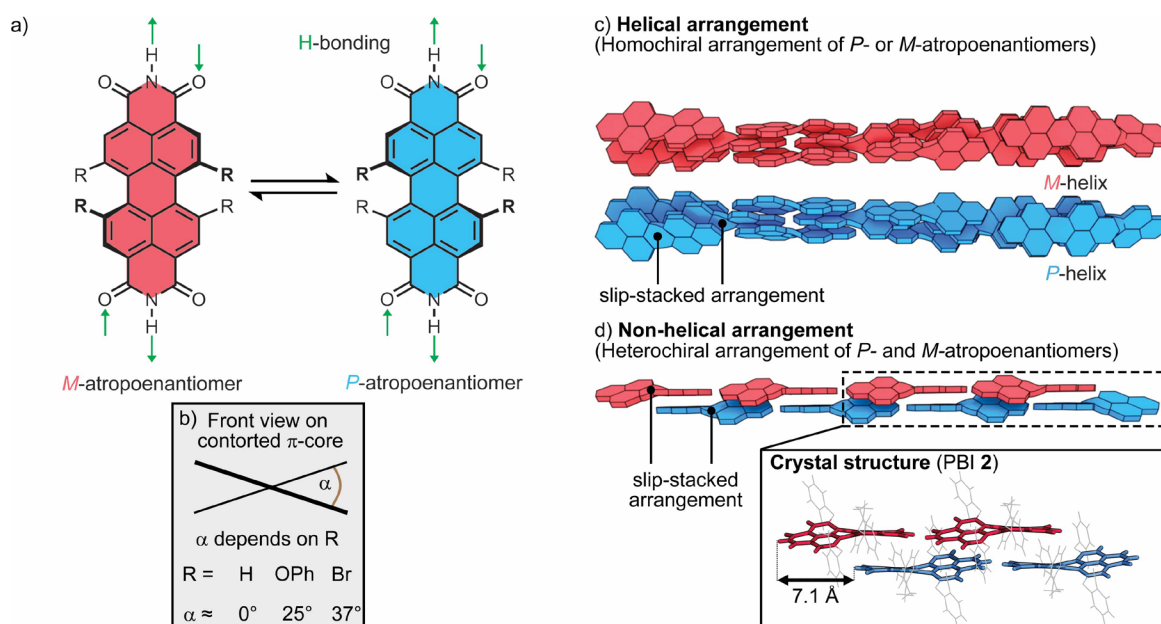 a)
H-bonding
H
N
O
O
R
R
R
R
O
O
N
H
M-atropoenantiomer
H
N
O
O
R
R
R
R
O
O
N
H
P-atropoenantiomer
b) Front view on
contorted π-core
α
α depends on R
R = H OPh Br
α ≈ 0° 25° 37°
c) Helical arrangement
(Homochiral arrangement of P- or M-atropoenantiomers)
M-helix
P-helix
slip-stacked arrangement
d) Non-helical arrangement
(Heterochiral arrangement of P- and M-atropoenantiomers)
slip-stacked
arrangement
Crystal structure (PBI 2)
7.1 Å